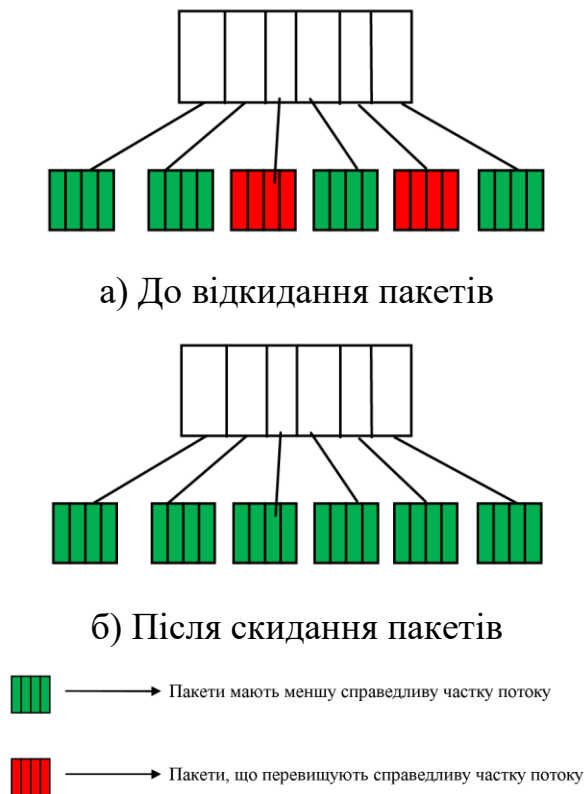 а) До відкидання пакетів
б) Після скидання пакетів
Пакети мають меншу справедливу частку потоку
Пакети, що перевищують справедливу частку потоку